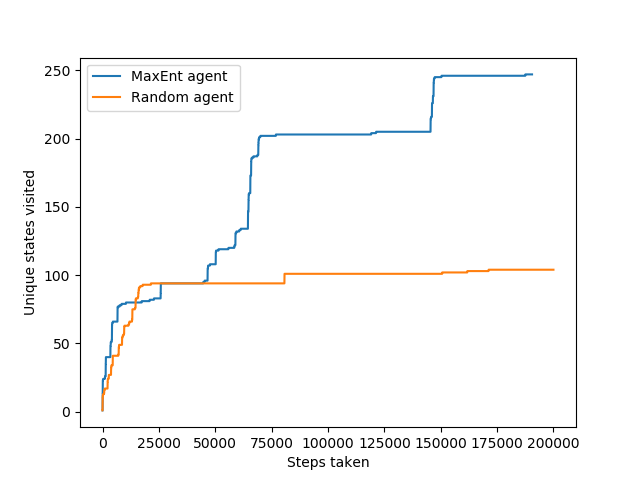 MaxEnt agent
Random agent
250
200
150
100
50
0
Unique states visited
0 25000 50000 75000 100000 125000 150000 175000 200000
Steps taken